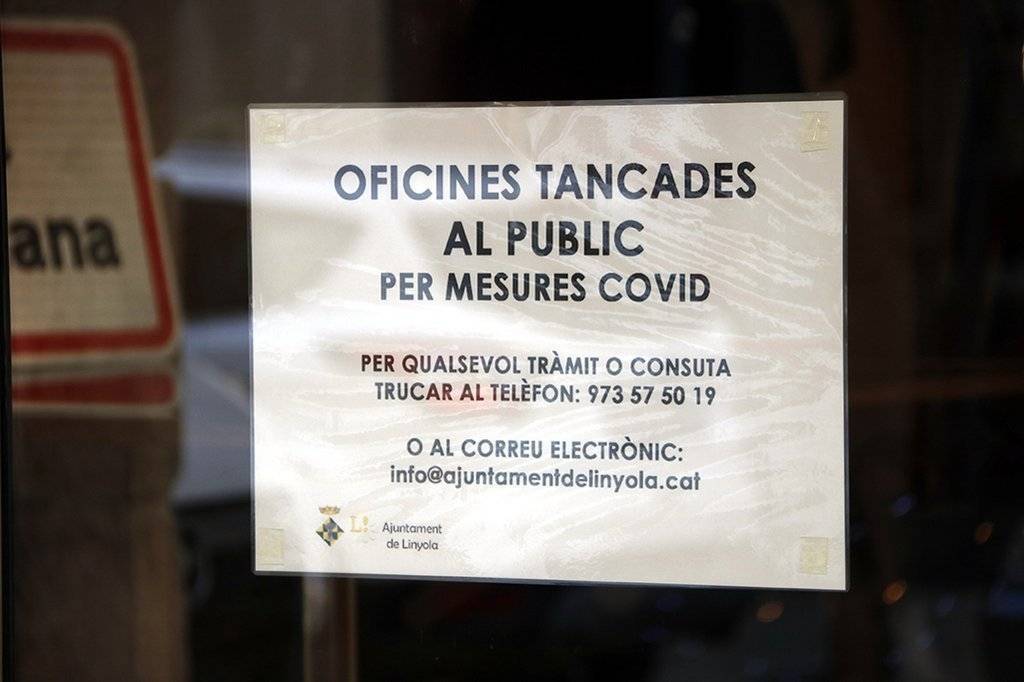 ana
OFICINES TANCADES
AL PUBLIC
PER MESURES COVID
PER QUALSEVOL TRÀMIT O CONSUTA
TRUCAR AL TELÈFON: 973 57 50 19
O AL CORREU ELECTRÒNIC:
info@ajuntamentdelinyola.cat
L!
Ajuntament
de Linyola